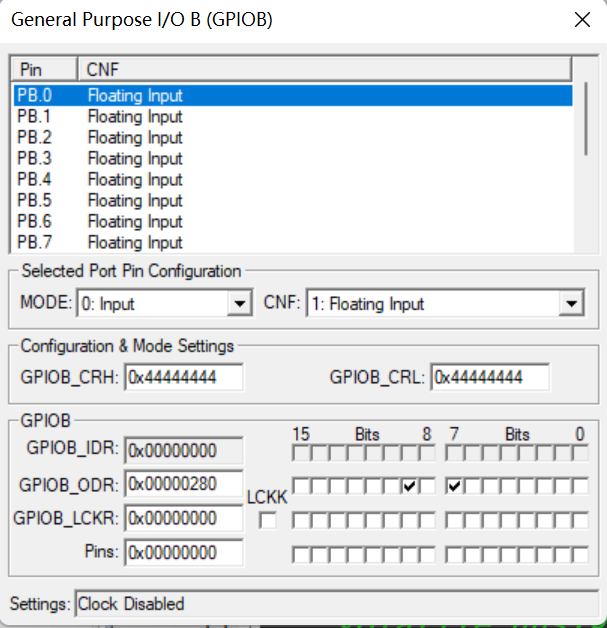 General Purpose I/O B (GPIOB)
Pin CNF
PB.0 Floating Input
PB.1 Floating Input
PB.2 Floating Input
PB.3 Floating Input
PB.4 Floating Input
PB.5 Floating Input
PB.6 Floating Input
PB.7 Floating Input
Selected Port Pin Configuration
MODE: 0: Input CNF: 1: Floating Input
Configuration & Mode Settings
GPIOB_CRH: 0x44444444 GPIOB_CRL: 0x44444444
GPIOB
15 Bits 8 7 Bits 0
GPIOB_IDR: 0x00000000
GPIOB_ODR: 0x00000280
LCKK
GPIOB_LCKR: 0x00000000
Pins: 0x00000000
Settings: Clock Disabled